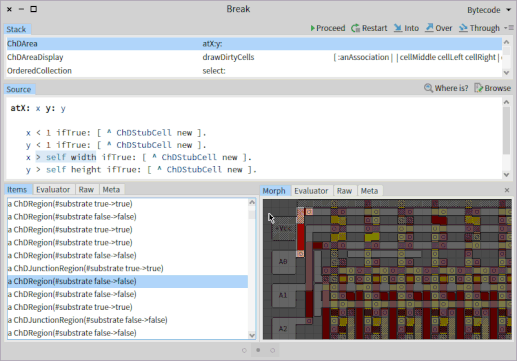 Break
Bytecode
Stack
Proceed Restart Into Over Through
ChDArea atX:y:
ChDAreaDisplay drawDirtyCells [ :anAssociation | |cellMiddle cellLeft cellRight |
OrderedCollection select:
Source
Where is? Browse
atX: x y: y
x < 1 ifTrue: [ ^ ChDStubCell new ].
y < 1 ifTrue: [ ^ ChDStubCell new ].
x > self width ifTrue: [ ^ ChDStubCell new ].
y > self height ifTrue: [ ^ ChDStubCell new ].
Items Evaluator Raw Meta
a ChDRegion(#substrate true->true)
a ChDRegion(#substrate false->false)
a ChDRegion(#substrate true->true)
a ChDRegion(#substrate false->false)
a ChDRegion(#substrate false->false)
a ChDJunctionRegion(#substrate true->true)
a ChDRegion(#substrate false->false)
a ChDRegion(#substrate false->false)
a ChDRegion(#substrate true->true)
a ChDJunctionRegion(#substrate false->false)
a ChDRegion(#substrate false->false)
Morph Evaluator Raw Meta
+Vcc
A0
A1
A2